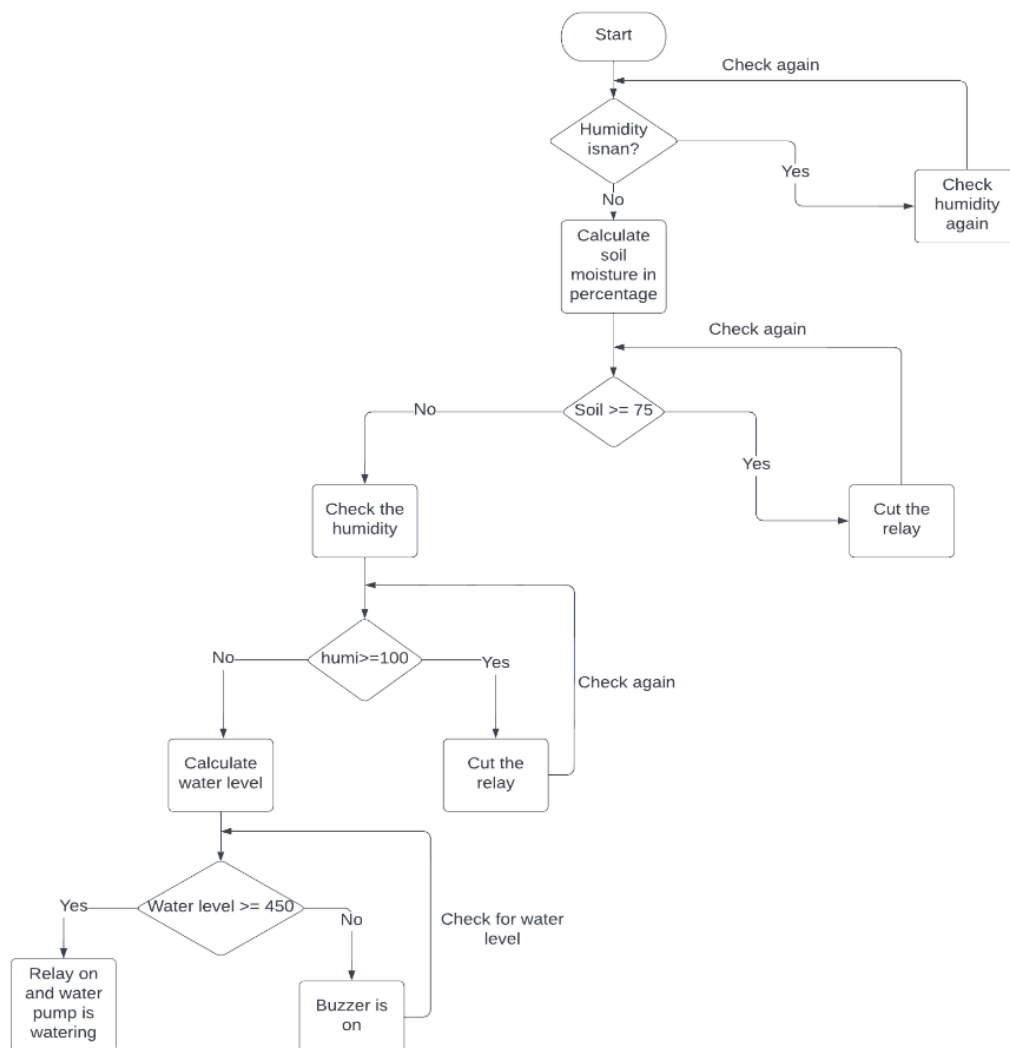 Start
Check again
Humidity
isnan?
Yes
Check
humidity
again
No
Calculate
soil
moisture in
percentage
Check again
Soil >= 75
No
Yes
Check the
humidity
Cut the
relay
humi>=100
No
Yes
Check again
Calculate
water level
Cut the
relay
Water level >= 450
Yes
No
Check for water
level
Relay on
and water
pump is
watering
Buzzer is
on